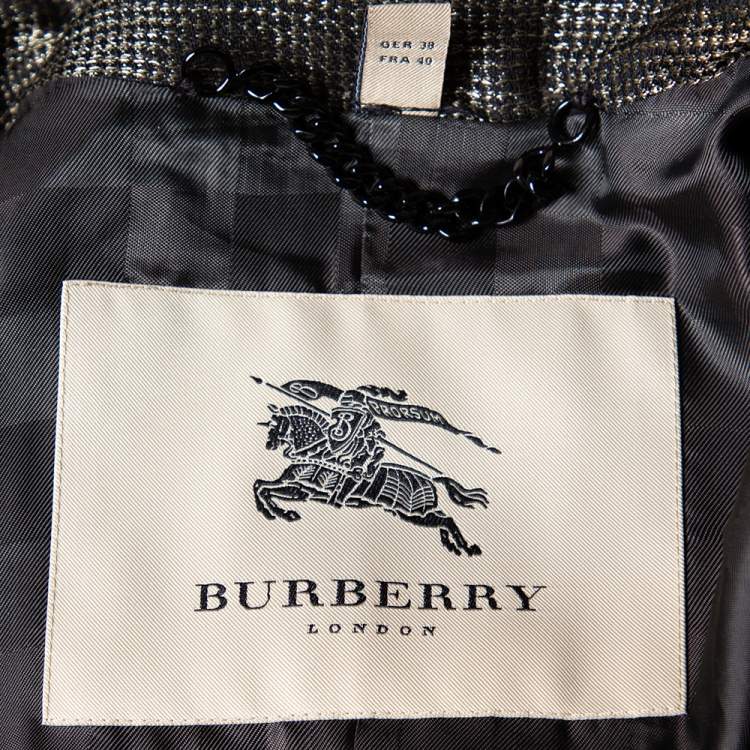 GER 38
FRA 40
PRORSUM
B
BURBERRY
LONDON